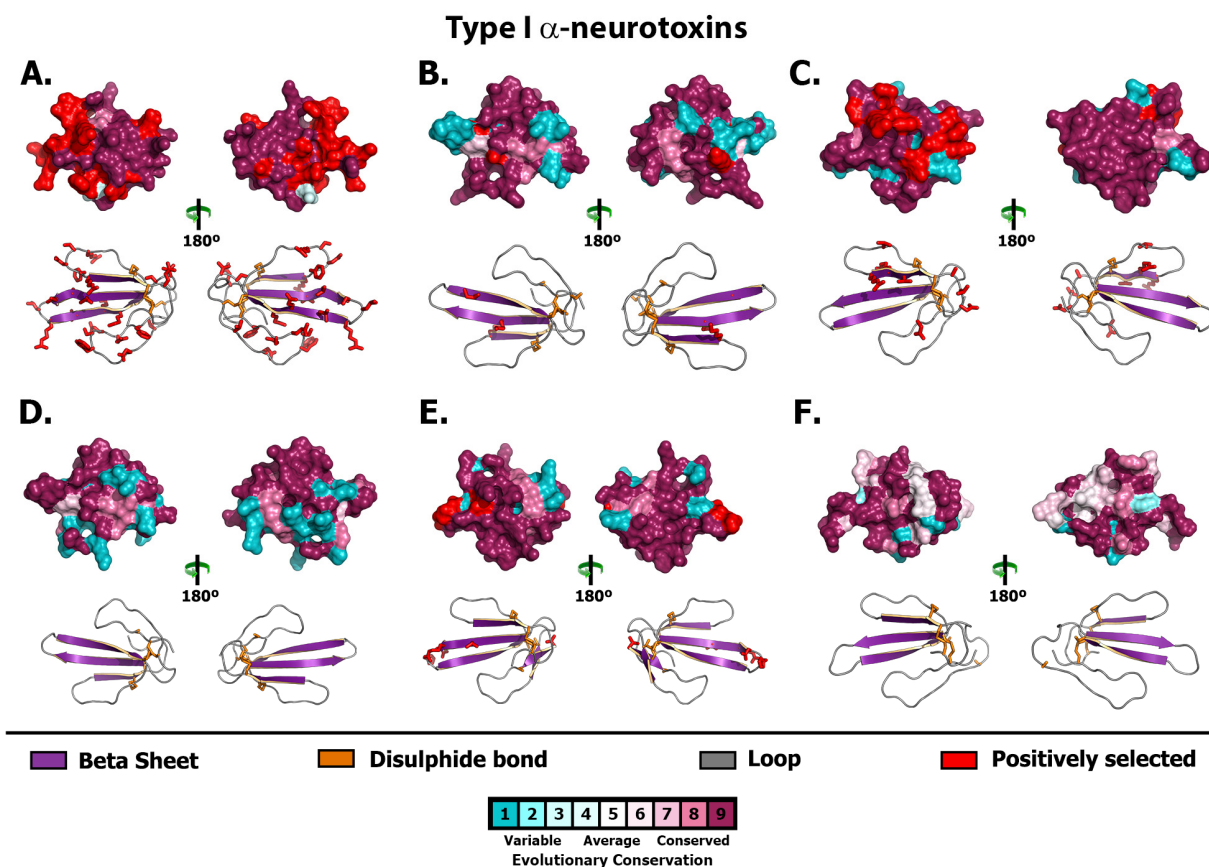 Type I α-neurotoxins
A. B. C.
180º 180º 180º
D. E. F.
180º 180º 180º
Beta Sheet Disulphide bond Loop Positively selected
1 2 3 4 5 6 7 8 9
Variable Average Conserved
Evolutionary Conservation